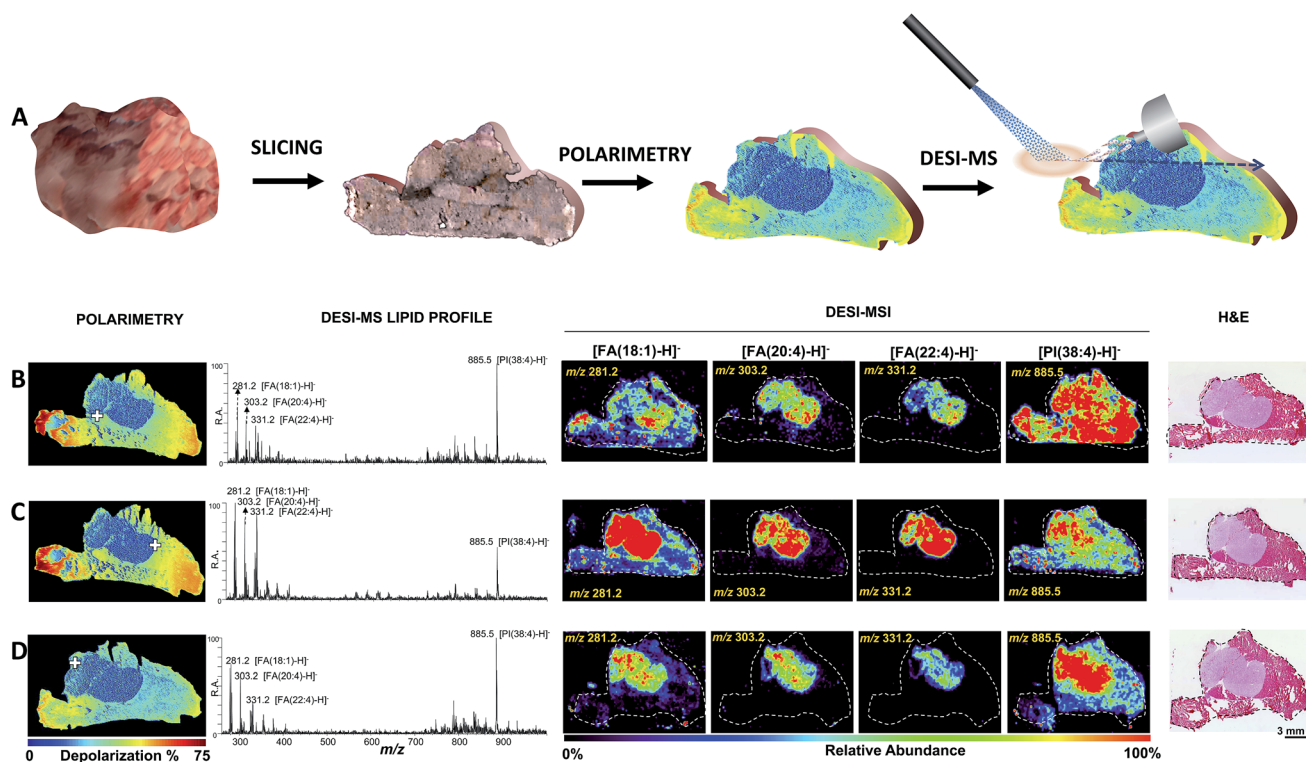 A
SLICING
POLARIMETRY
DESI-MS
POLARIMETRY
DESI-MS LIPID PROFILE
DESI-MSI
H&E
[FA(18:1)-H]-
[FA(20:4)-H]-
[FA(22:4)-H]-
[PI(38:4)-H]-
B
100
R.A.
0
281.2 [FA(18:1)-H]-
303.2 [FA(20:4)-H]-
331.2 [FA(22:4)-H]-
885.5 [PI(38:4)-H]-
m/z 281.2
m/z 303.2
m/z 331.2
m/z 885.5
C
100
R.A.
0
281.2 [FA(18:1)-H]-
303.2 [FA(20:4)-H]-
331.2 [FA(22:4)-H]-
885.5 [PI(38:4)-H]-
m/z 281.2
m/z 303.2
m/z 331.2
m/z 885.5
D
100
R.A.
0
281.2 [FA(18:1)-H]-
303.2 [FA(20:4)-H]-
331.2 [FA(22:4)-H]-
885.5 [PI(38:4)-H]-
m/z 281.2
m/z 303.2
m/z 331.2
m/z 885.5
300 400 500 600 700 800 900
m/z
0 Depolarization % 75
0% Relative Abundance 100%
3 mm